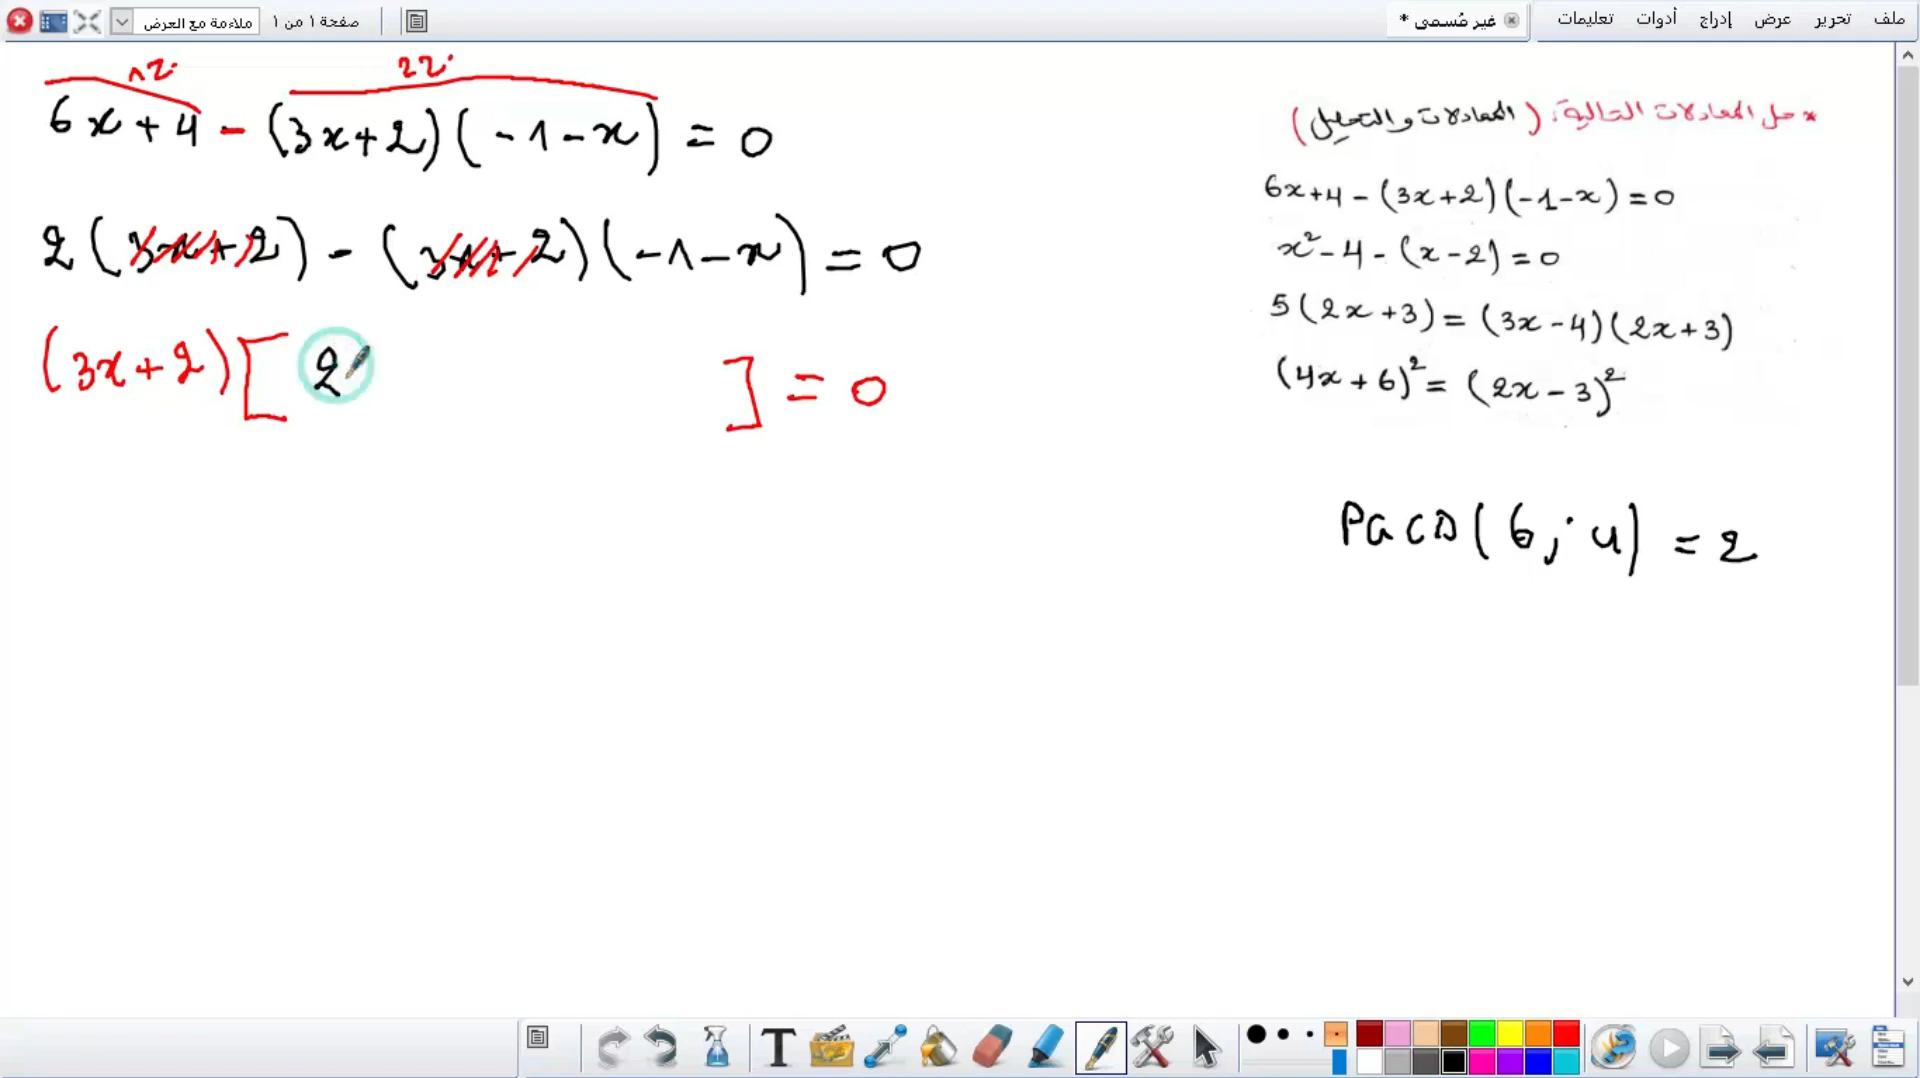 ملف تحرير عرض إدراج أدوات تعليمات
غير مُسمى *
صفحة ١ من ١
ملاءمة مع العرض
12. 22.
6x+4 - (3x+2)(-1-x) = 0
2(3x+2) - (3x+2)(-1-x) = 0
(3x+2)[ 2 ] = 0
* حل المعادلات التالية: (المعادلات والتحليل)
6x+4-(3x+2)(-1-x)=0
x²-4-(x-2)=0
5(2x+3)=(3x-4)(2x+3)
(4x+6)²=(2x-3)²
PGCD(6;4) = 2
T